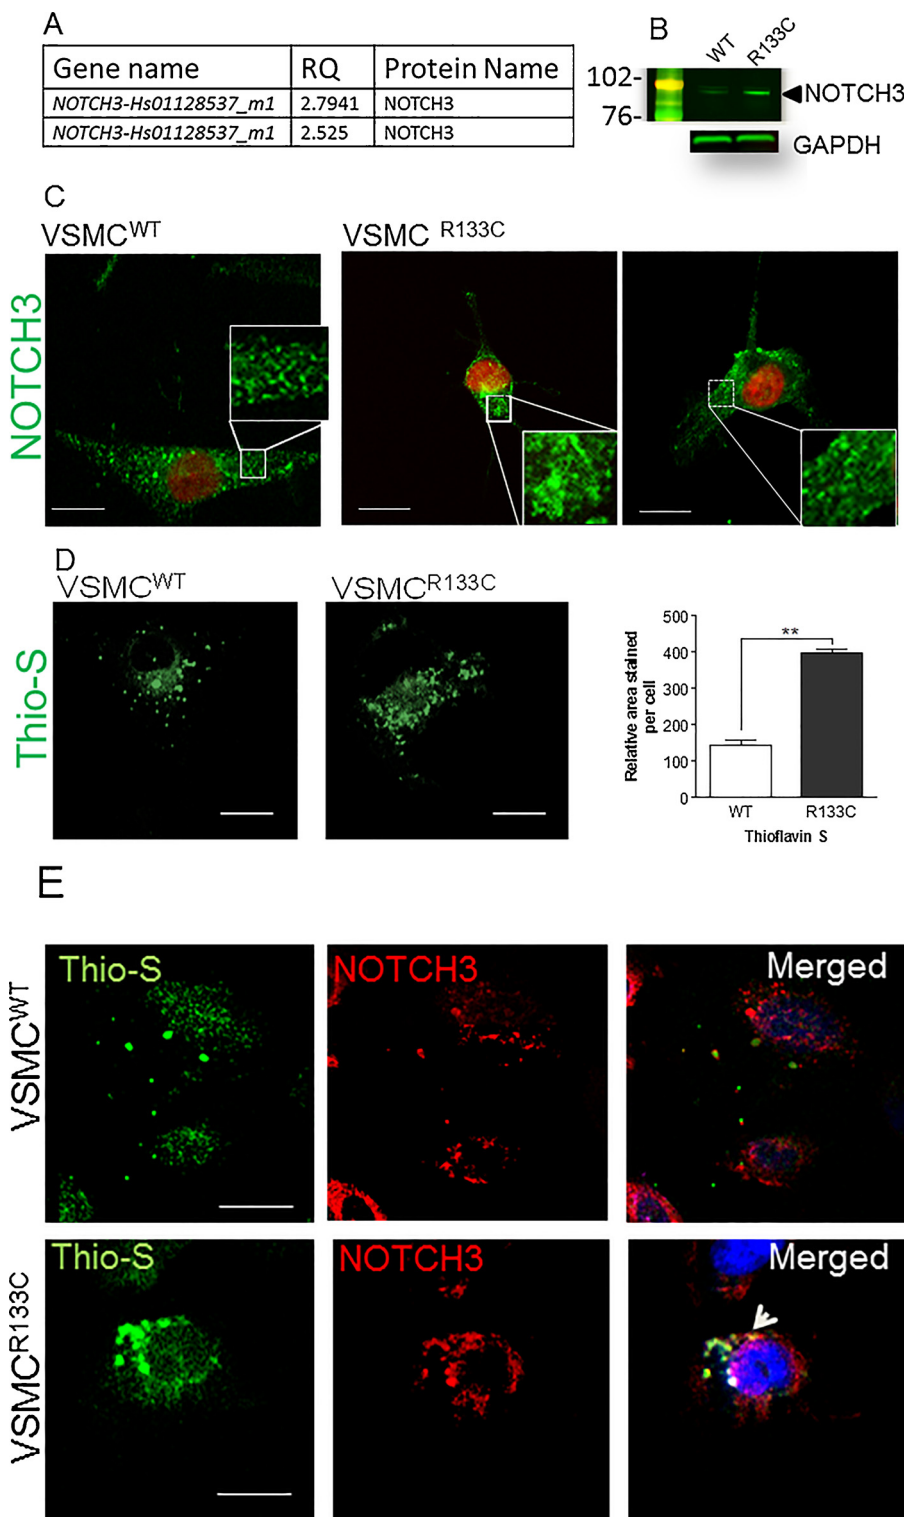 A
Gene name RQ Protein Name
NOTCH3-Hs01128537_m1 2.7941 NOTCH3
NOTCH3-Hs01128537_m1 2.525 NOTCH3
B
WT R133C
102-
76-
NOTCH3
GAPDH
C
VSMCWT
VSMC R133C
NOTCH3
D
VSMCWT
VSMCR133C
Thio-S
Relative area stained
per cell
500
400
300
200
100
0
**
WT R133C
Thioflavin S
E
VSMCWT
Thio-S
NOTCH3
Merged
VSMCR133C
Thio-S
NOTCH3
Merged